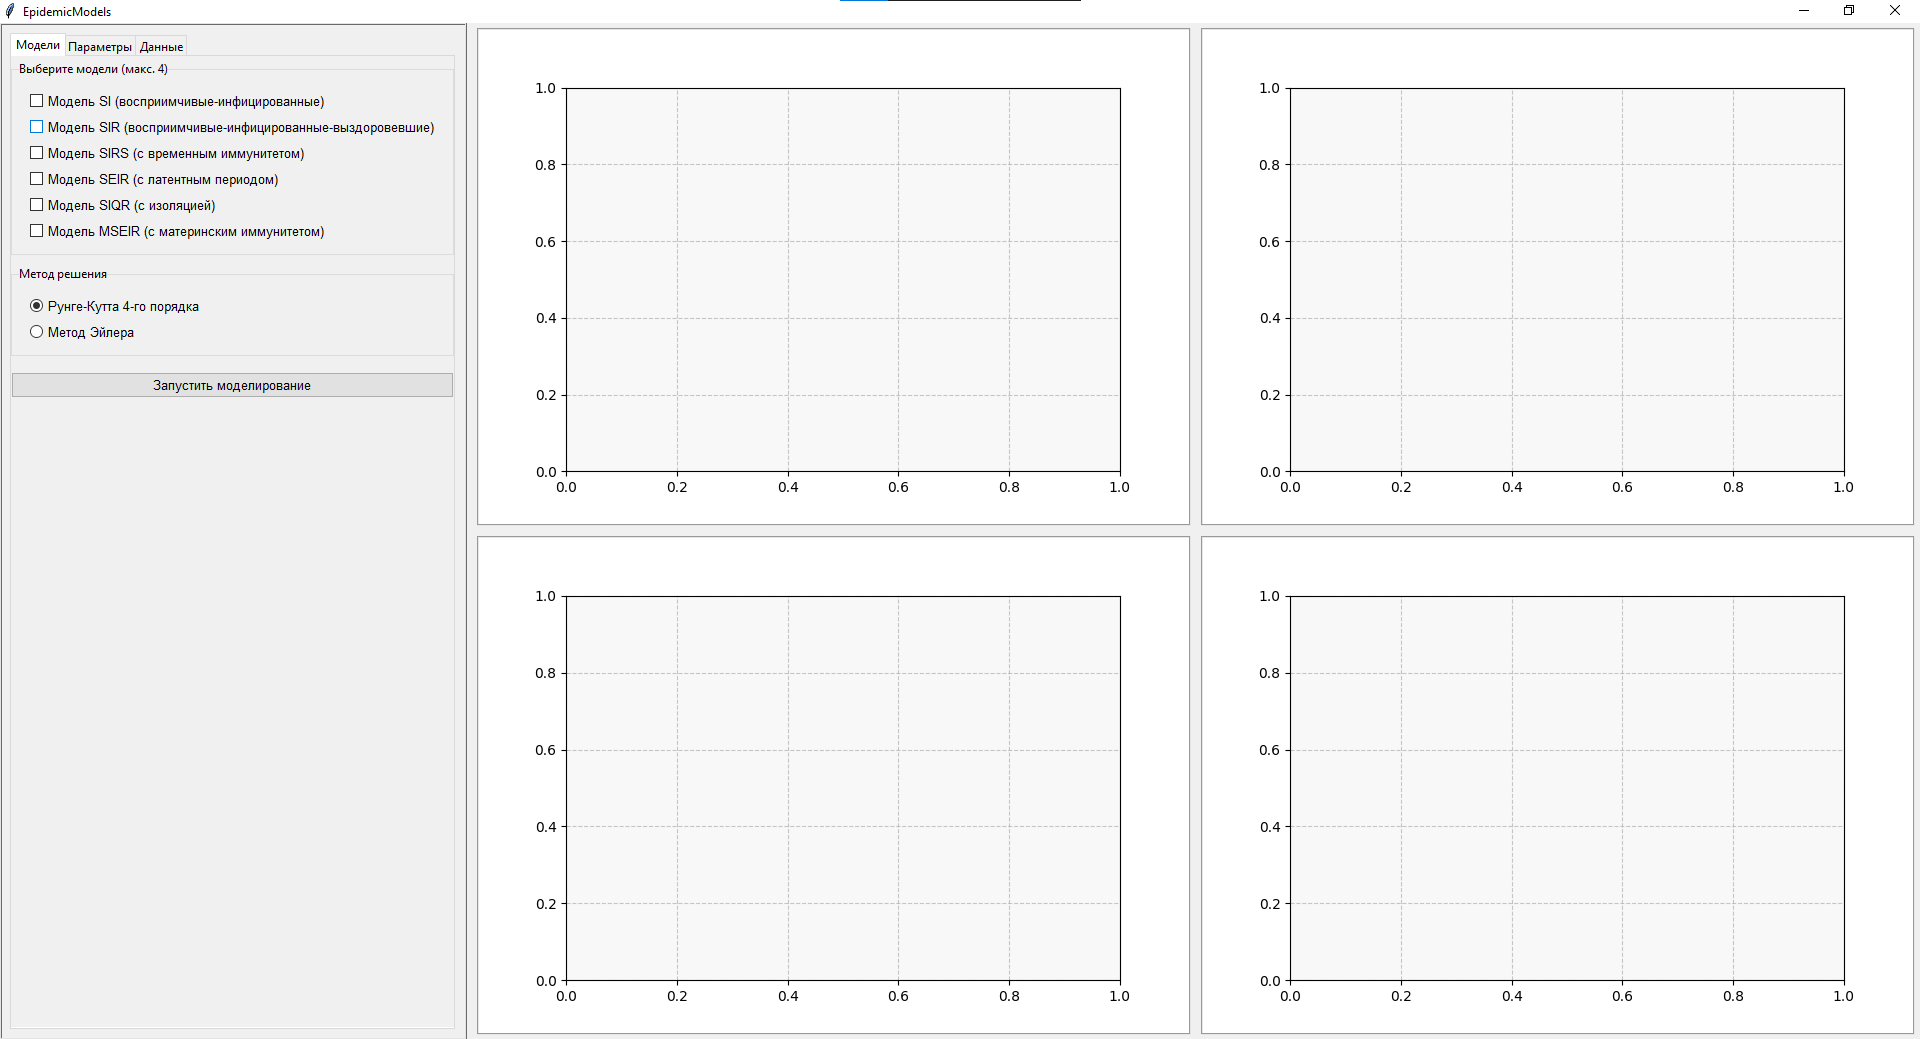 EpidemicModels
Модели Параметры Данные
Выберите модели (макс. 4)
Модель SI (восприимчивые-инфицированные)
Модель SIR (восприимчивые-инфицированные-выздоровевшие)
Модель SIRS (с временным иммунитетом)
Модель SEIR (с латентным периодом)
Модель SIQR (с изоляцией)
Модель MSEIR (с материнским иммунитетом)
Метод решения
Рунге-Кутта 4-го порядка
Метод Эйлера
Запустить моделирование
1.0
0.8
0.6
0.4
0.2
0.0
0.0 0.2 0.4 0.6 0.8 1.0
1.0
0.8
0.6
0.4
0.2
0.0
0.0 0.2 0.4 0.6 0.8 1.0
1.0
0.8
0.6
0.4
0.2
0.0
0.0 0.2 0.4 0.6 0.8 1.0
1.0
0.8
0.6
0.4
0.2
0.0
0.0 0.2 0.4 0.6 0.8 1.0